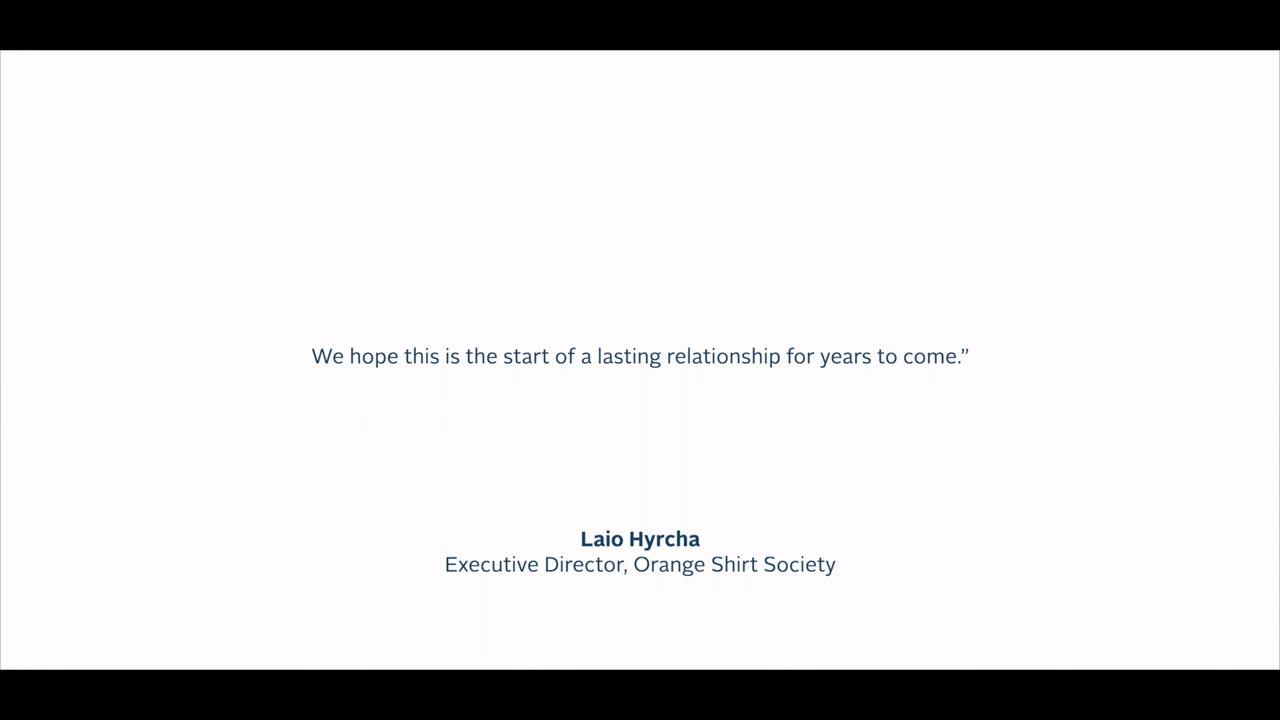 We hope this is the start of a lasting relationship for years to come.”
Laio Hyrcha
Executive Director, Orange Shirt Society